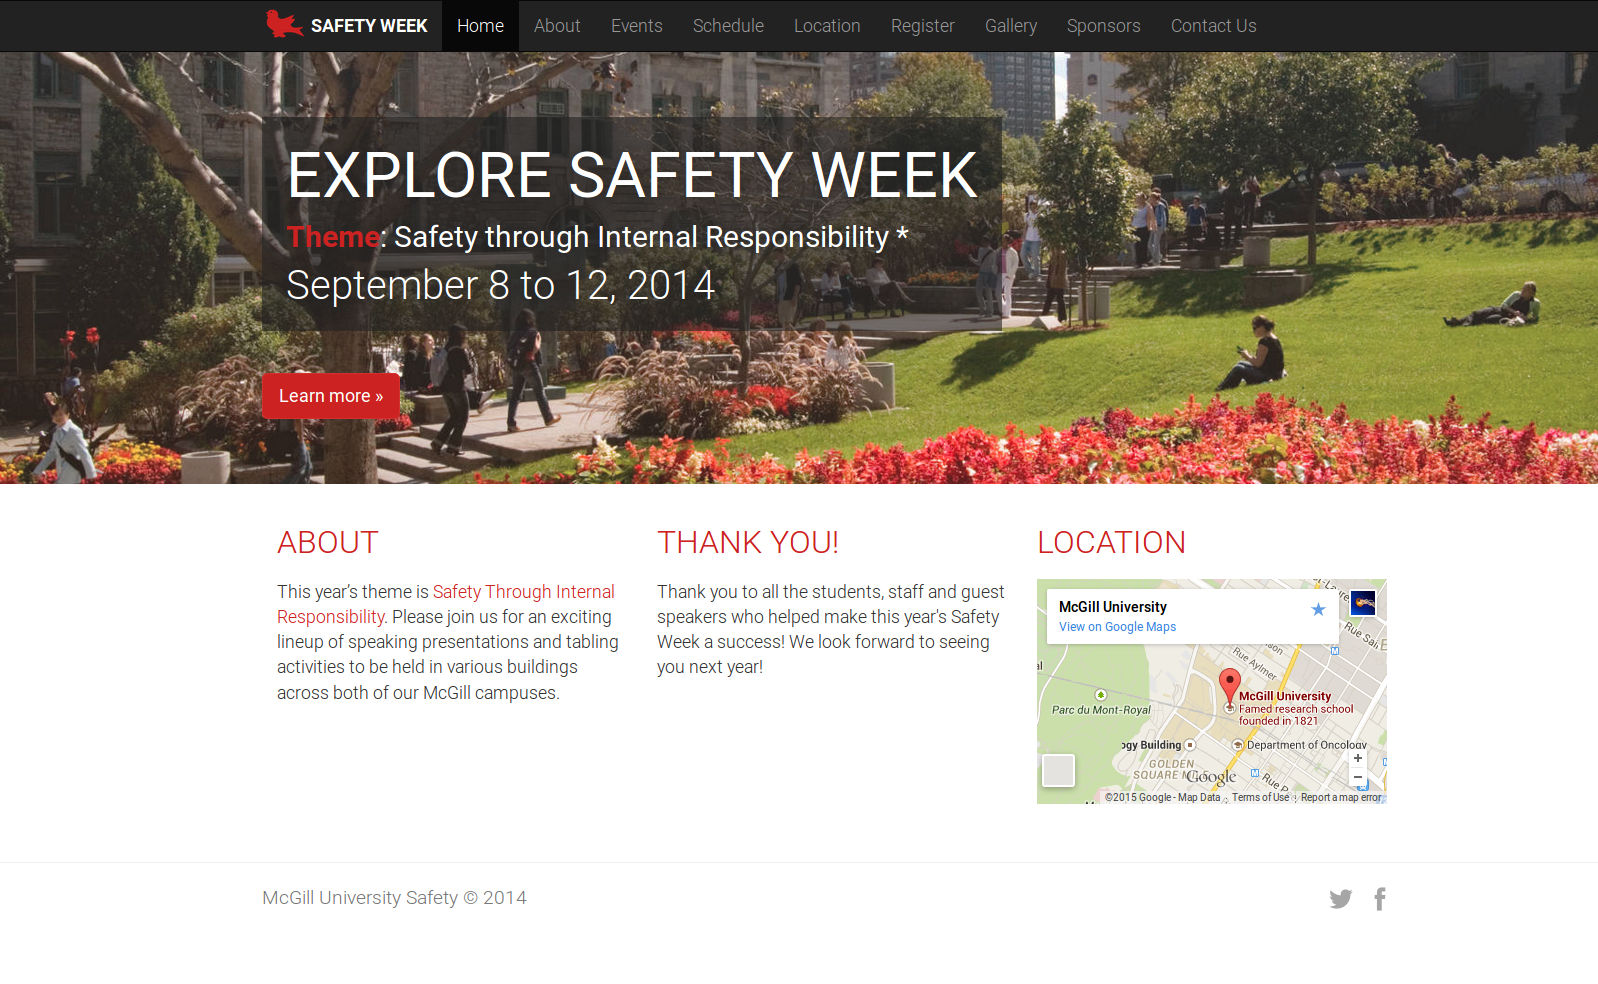 SAFETY WEEK Home About Events Schedule Location Register Gallery Sponsors Contact Us
EXPLORE SAFETY WEEK
Theme: Safety through Internal Responsibility *
September 8 to 12, 2014
Learn more »
ABOUT
This year's theme is Safety Through Internal
Responsibility. Please join us for an exciting
lineup of speaking presentations and tabling
activities to be held in various buildings
across both of our McGill campuses.
THANK YOU!
Thank you to all the students, staff and guest
speakers who helped make this year's Safety
Week a success! We look forward to seeing
you next year!
LOCATION
McGill University
View on Google Maps
Rue Aylmer
McGill University
Famed research school
founded in 1821
Parc du Mont-Royal
ogy Building
Department of Oncology
GOLDEN
SQUARE
Google
©2015 Google - Map Data
Terms of Use
Report a map error
McGill University Safety © 2014